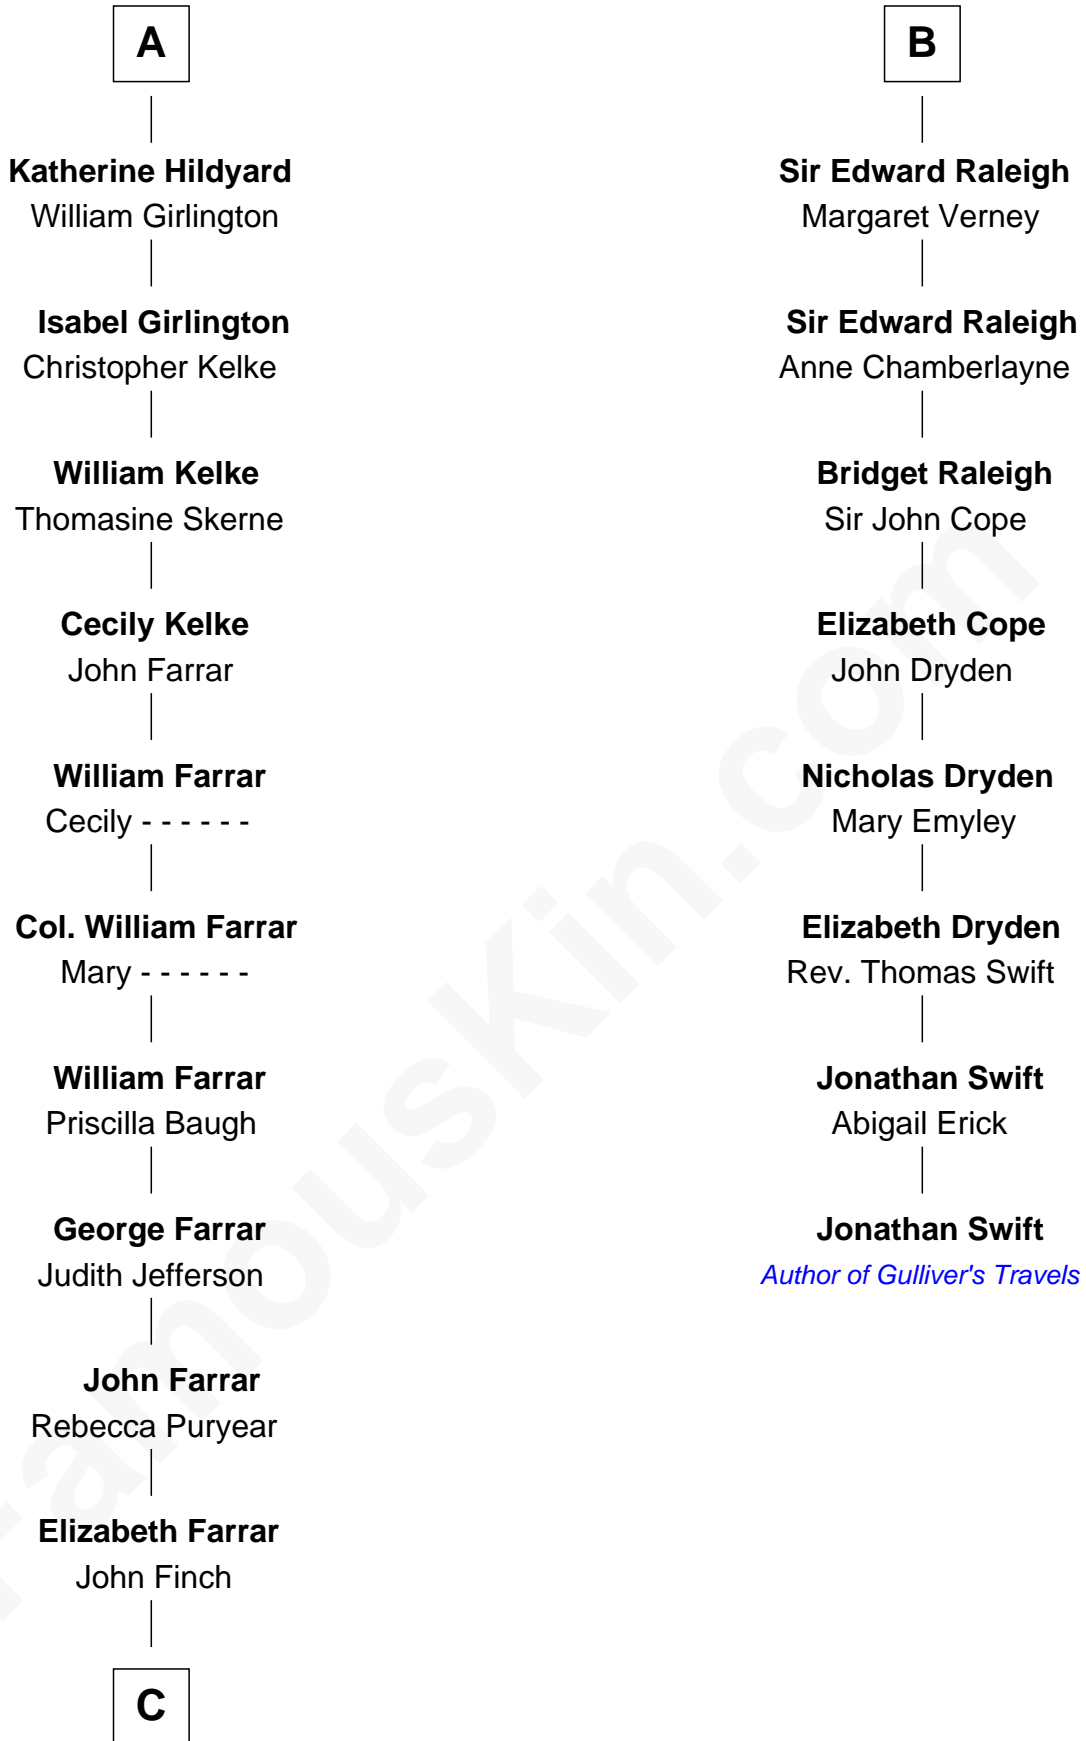 A
Katherine Hildyard
William Girlington
Isabel Girlington
Christopher Kelke
William Kelke
Thomasine Skerne
Cecily Kelke
John Farrar
William Farrar
Cecily - - - - - -
Col. William Farrar
Mary - - - - - -
William Farrar
Priscilla Baugh
George Farrar
Judith Jefferson
John Farrar
Rebecca Puryear
Elizabeth Farrar
John Finch
C
B
Sir Edward Raleigh
Margaret Verney
Sir Edward Raleigh
Anne Chamberlayne
Bridget Raleigh
Sir John Cope
Elizabeth Cope
John Dryden
Nicholas Dryden
Mary Emyley
Elizabeth Dryden
Rev. Thomas Swift
Jonathan Swift
Abigail Erick
Jonathan Swift
Author of Gulliver's Travels
FamousKin.com